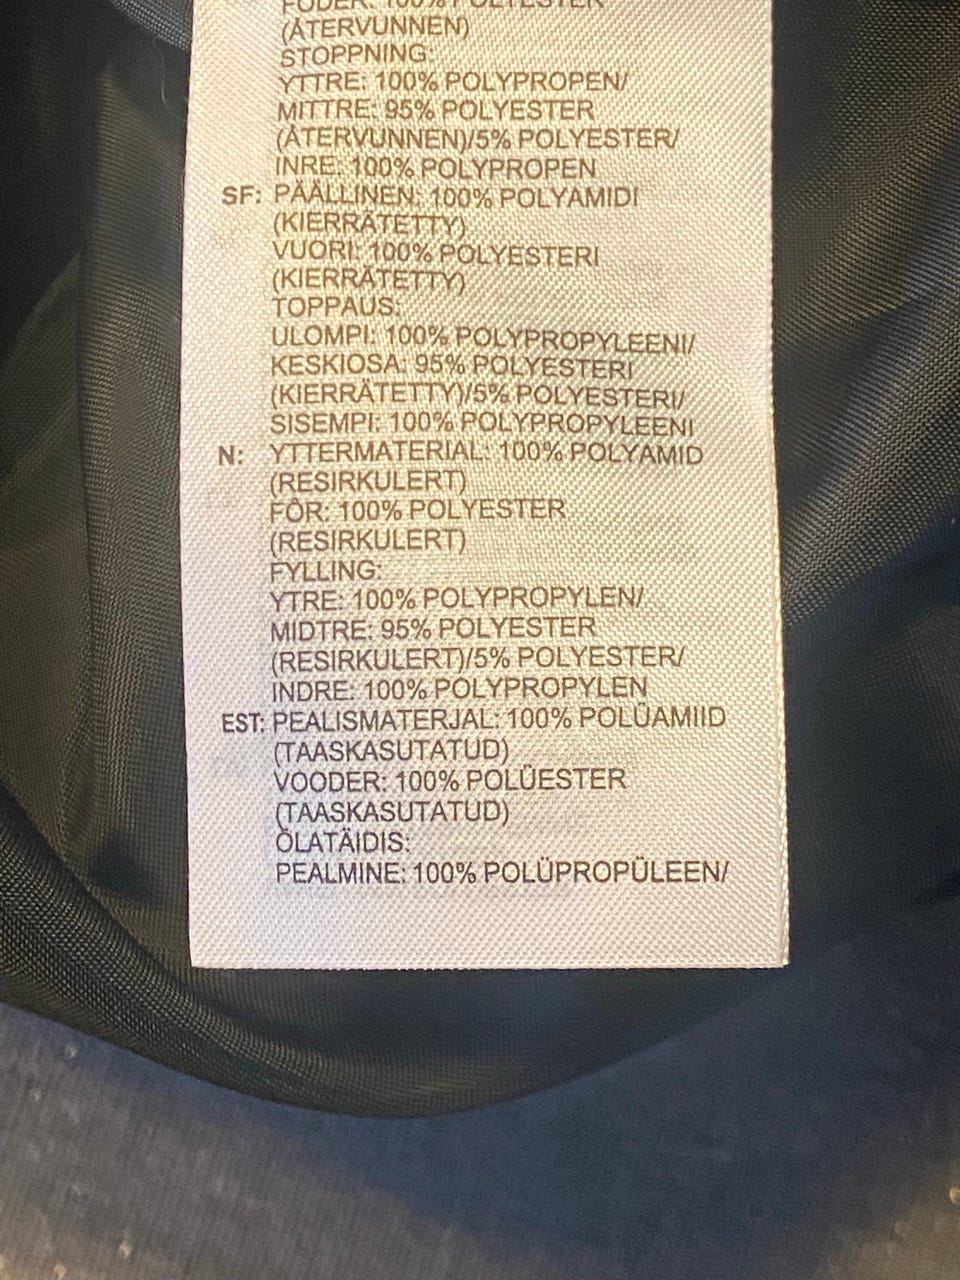 FODER: 100% POLYESTER
(ÅTERVUNNEN)
STOPPNING:
YTTRE: 100% POLYPROPEN/
MITTRE: 95% POLYESTER
(ÅTERVUNNEN)/5% POLYESTER/
INRE: 100% POLYPROPEN
SF: PÄÄLLINEN: 100% POLYAMIDI
(KIERRÄTETTY)
VUORI: 100% POLYESTERI
(KIERRÄTETTY)
TOPPAUS:
ULOMPI: 100% POLYPROPYLEENI/
KESKIOSA: 95% POLYESTERI
(KIERRÄTETTY)/5% POLYESTERI/
SISEMPI: 100% POLYPROPYLEENI
N: YTTERMATERIAL: 100% POLYAMID
(RESIRKULERT)
FÔR: 100% POLYESTER
(RESIRKULERT)
FYLLING:
YTRE: 100% POLYPROPYLEN/
MIDTRE: 95% POLYESTER
(RESIRKULERT)/5% POLYESTER/
INDRE: 100% POLYPROPYLEN
EST: PEALISMATERJAL: 100% POLÜAMIID
(TAASKASUTATUD)
VOODER: 100% POLÜESTER
(TAASKASUTATUD)
ÕLATÄIDIS:
PEALMINE: 100% POLÜPROPÜLEEN/